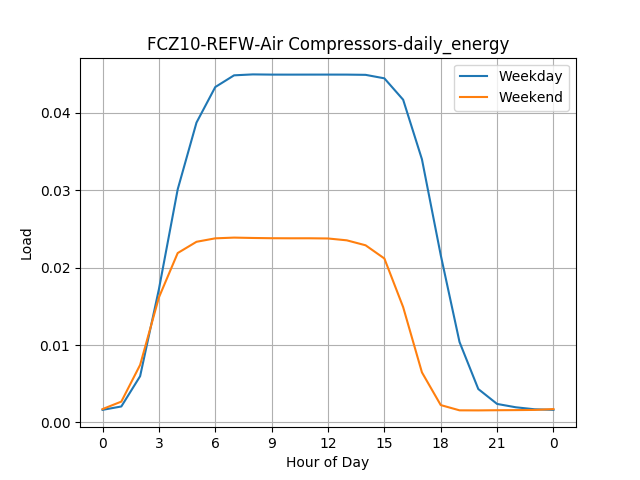 FCZ10-REFW-Air Compressors-daily_energy
Weekday
Weekend
0.04
0.03
0.02
0.01
0.00
Load
0 3 6 9 12 15 18 21 0
Hour of Day